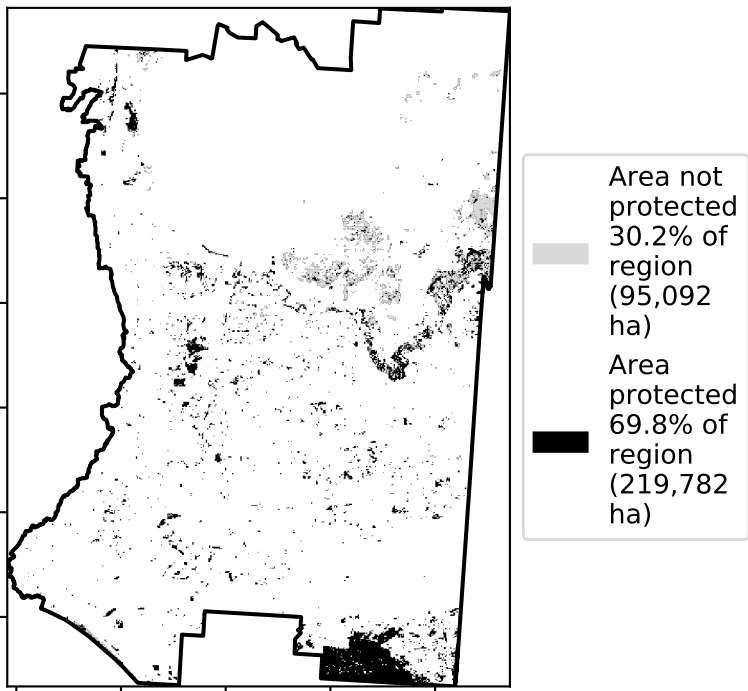 Area not
protected
30.2% of
region
(95,092
ha)
Area
protected
69.8% of
region
(219,782
ha)